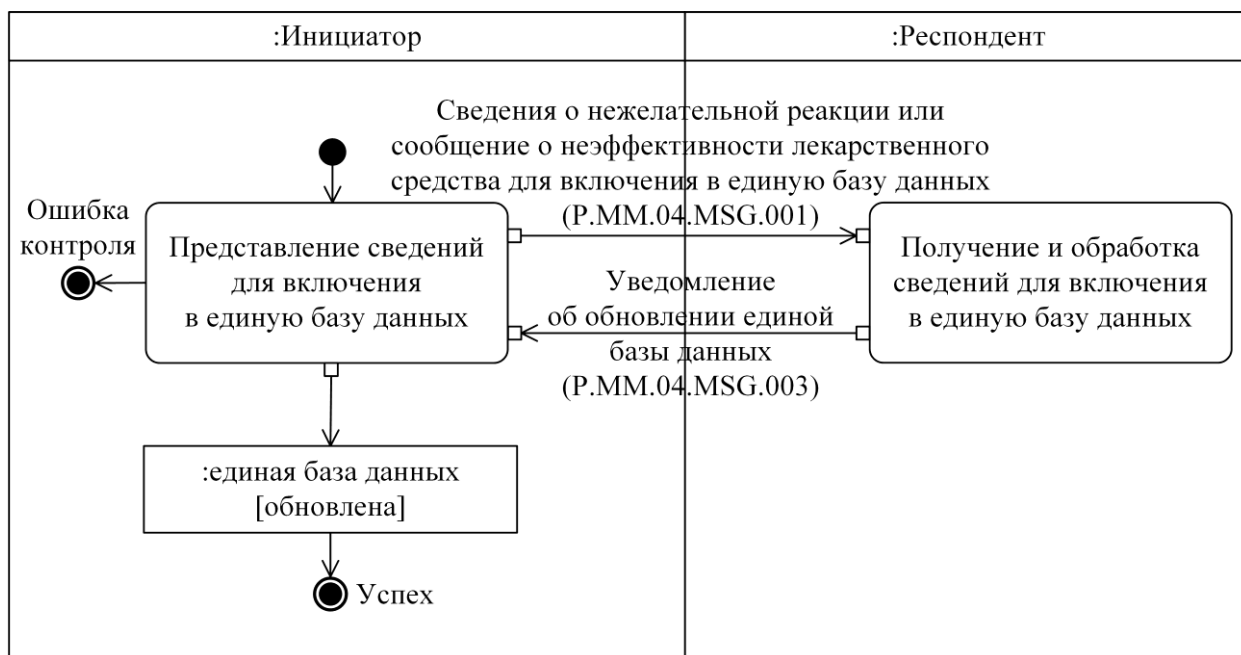 :Инициатор
:Респондент
Сведения о нежелательной реакции или
сообщение о неэффективности лекарственного
средства для включения в единую базу данных
(P.MM.04.MSG.001)
Ошибка
контроля
Представление сведений
для включения
в единую базу данных
Получение и обработка
сведений для включения
в единую базу данных
Уведомление
об обновлении единой
базы данных
(P.MM.04.MSG.003)
:единая база данных
[обновлена]
Успех